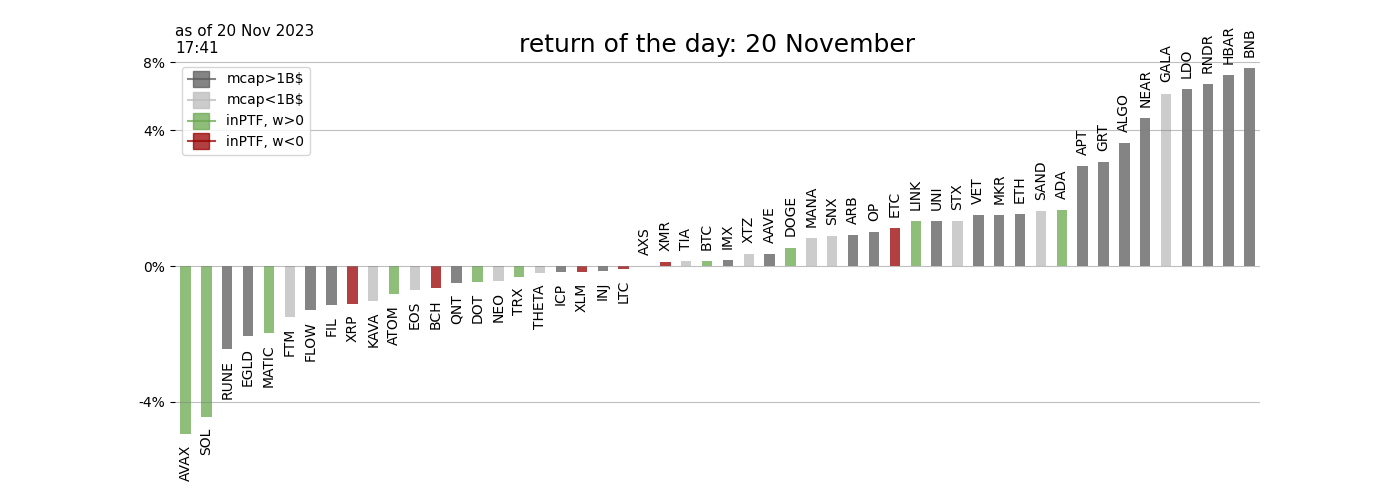 as of 20 Nov 2023
17:41
return of the day: 20 November
8%
4%
0%
-4%
mcap>1B$
mcap<1B$
inPTF, w>0
inPTF, w<0
AVAX
SOL
RUNE
EGLD
MATIC
FTM
FLOW
FIL
XRP
KAVA
ATOM
EOS
BCH
QNT
DOT
NEO
TRX
THETA
ICP
XLM
INJ
LTC
AXS
XMR
TIA
BTC
IMX
XTZ
AAVE
DOGE
MANA
SNX
ARB
OP
ETC
LINK
UNI
STX
VET
MKR
ETH
SAND
ADA
APT
GRT
ALGO
NEAR
GALA
LDO
RNDR
HBAR
BNB